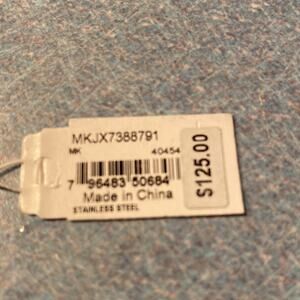 MKJX7388791
MK 40454
7 96483 50684
Made in China
STAINLESS STEEL
$125.00